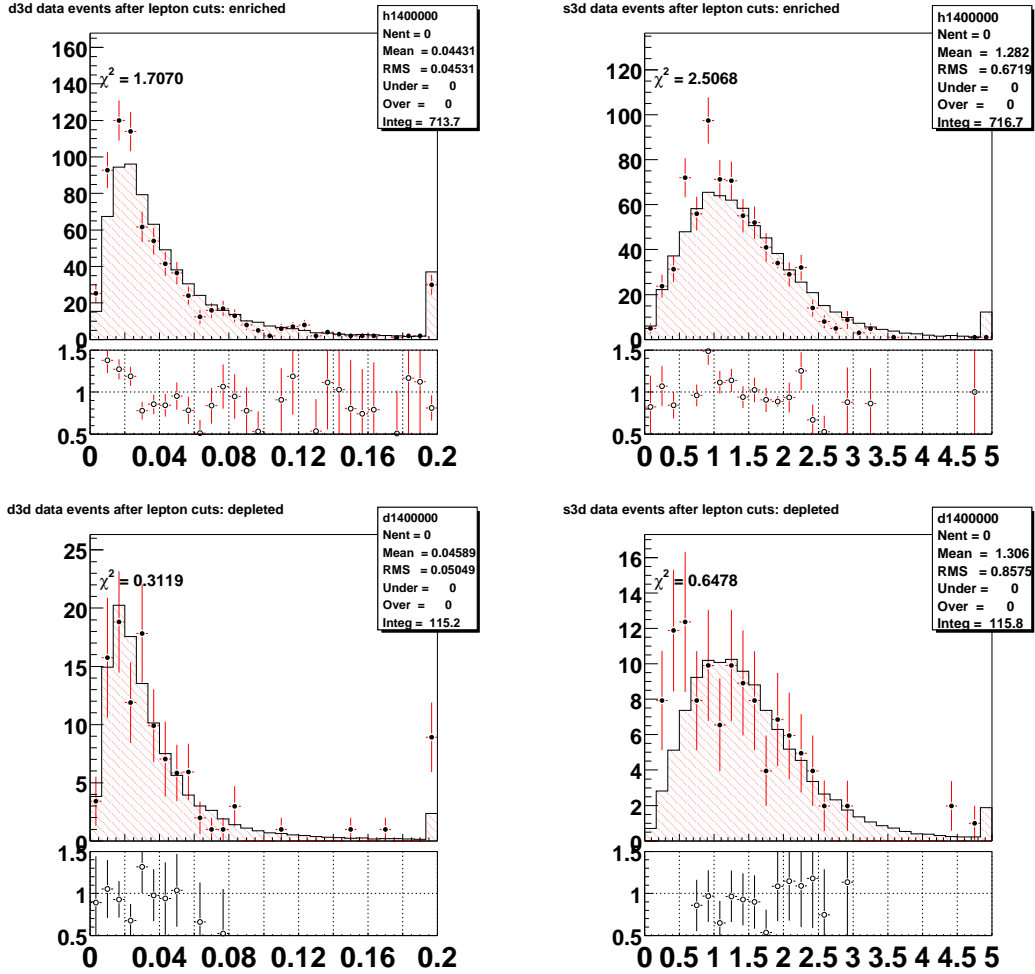 d3d data events after lepton cuts: enriched
h1400000
Nent = 0
Mean = 0.04431
RMS = 0.04531
Under = 0
Over = 0
Integ = 713.7
χ² = 1.7070
160
140
120
100
80
60
40
20
0
1.5
1
0.5
0 0.04 0.08 0.12 0.16 0.2
s3d data events after lepton cuts: enriched
h1400000
Nent = 0
Mean = 1.282
RMS = 0.6719
Under = 0
Over = 0
Integ = 716.7
χ² = 2.5068
120
100
80
60
40
20
0
1.5
1
0.5
0 0.5 1 1.5 2 2.5 3 3.5 4 4.5 5
d3d data events after lepton cuts: depleted
d1400000
Nent = 0
Mean = 0.04589
RMS = 0.05049
Under = 0
Over = 0
Integ = 115.2
χ² = 0.3119
25
20
15
10
5
0
1.5
1
0.5
0 0.04 0.08 0.12 0.16 0.2
s3d data events after lepton cuts: depleted
d1400000
Nent = 0
Mean = 1.306
RMS = 0.8575
Under = 0
Over = 0
Integ = 115.8
χ² = 0.6478
16
14
12
10
8
6
4
2
0
1.5
1
0.5
0 0.5 1 1.5 2 2.5 3 3.5 4 4.5 5